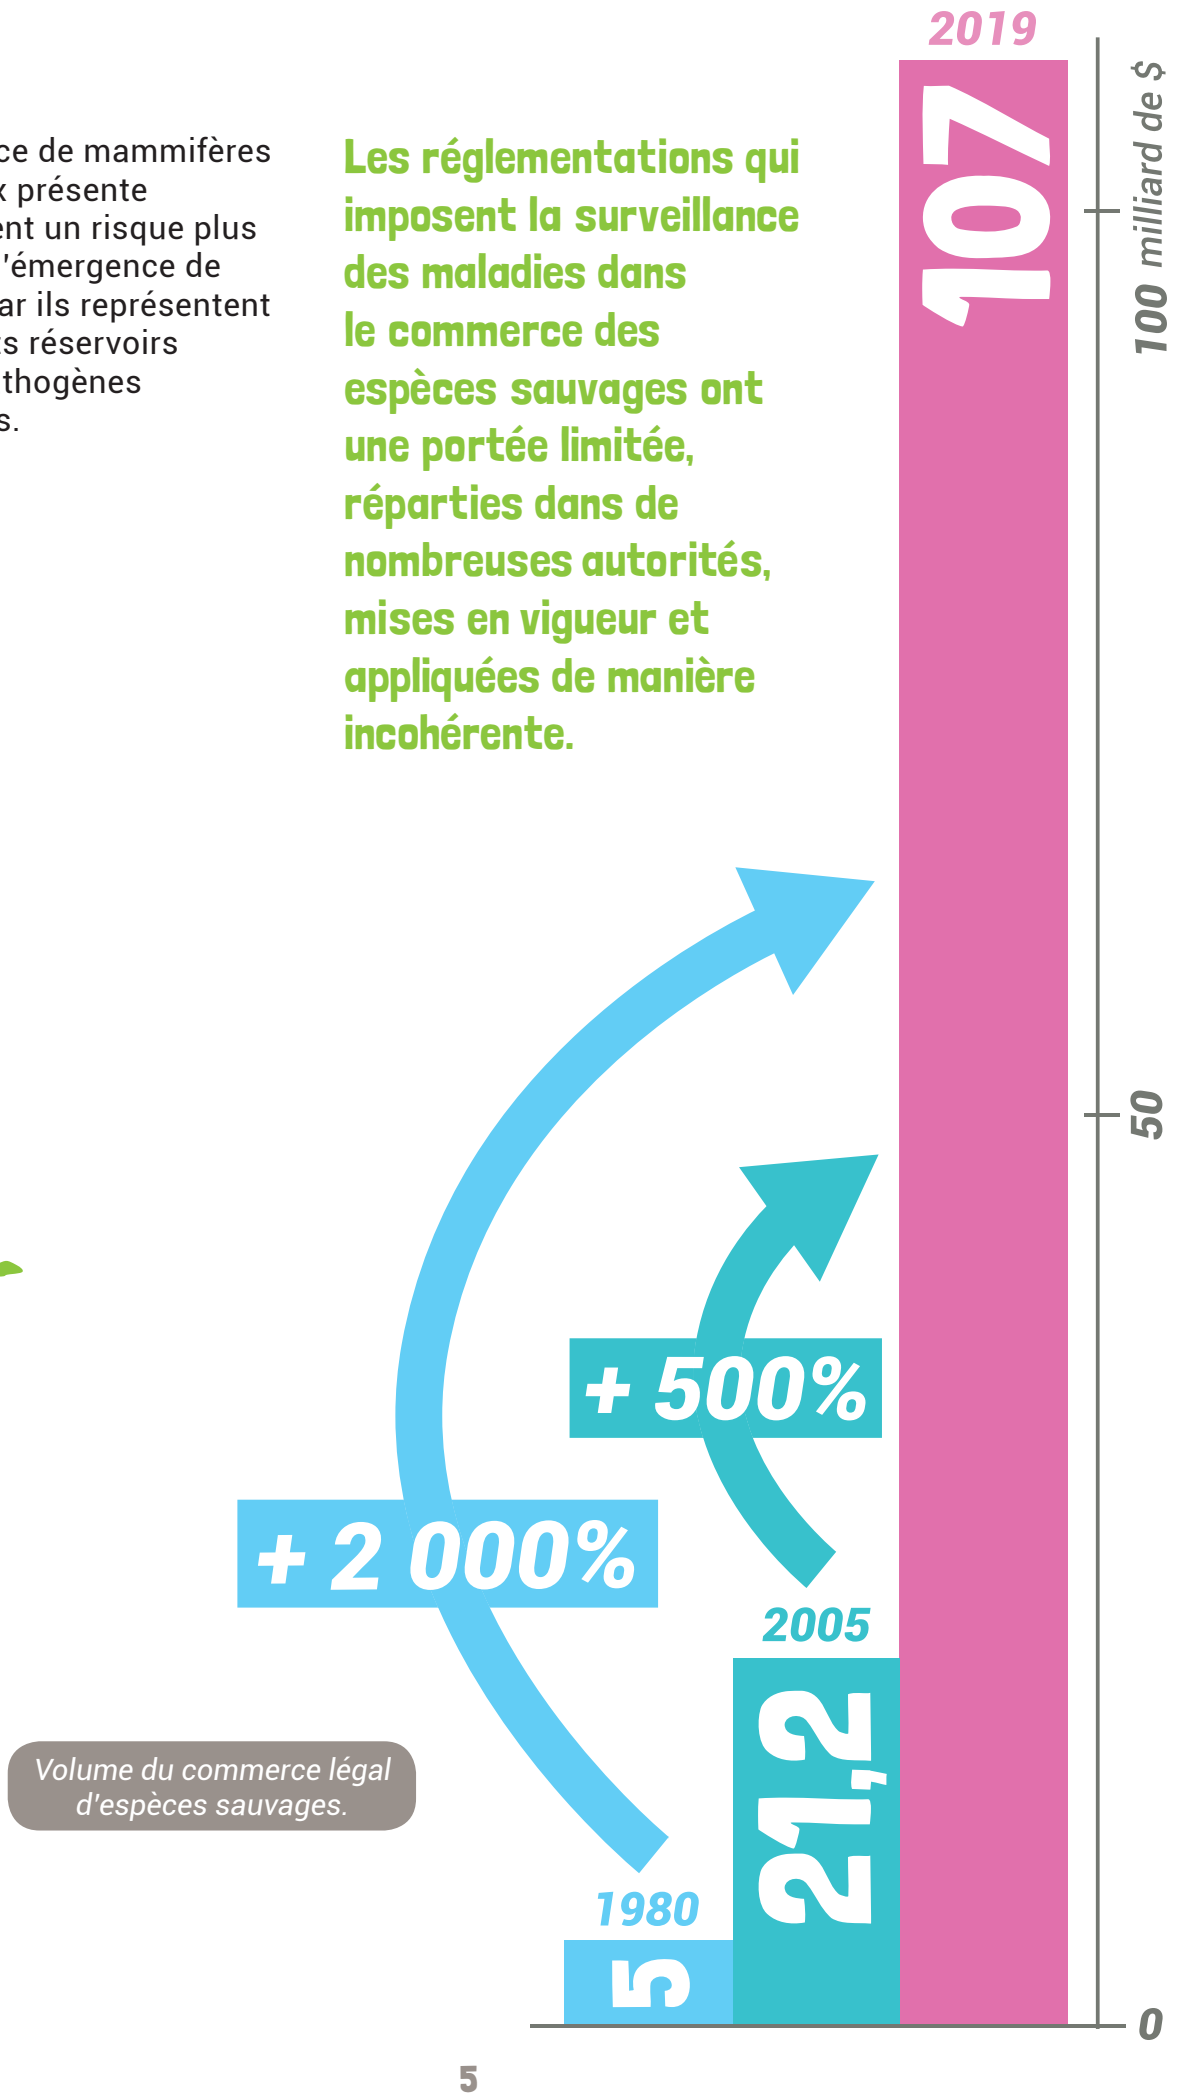 ce de mammifères
présente
un risque plus
l'émergence de
ils représentent
réservoirs
Les réglementations qui
imposent la surveillance
des maladies dans
le commerce des
espèces sauvages ont
une portée limitée,
réparties dans de
nombreuses autorités,
mises en vigueur et
appliquées de manière
incohérente.
2019
107
100 milliard de $
50
0
+ 500%
+ 2 000%
2005
21,2
1980
5
Volume du commerce légal
d'espèces sauvages.
5